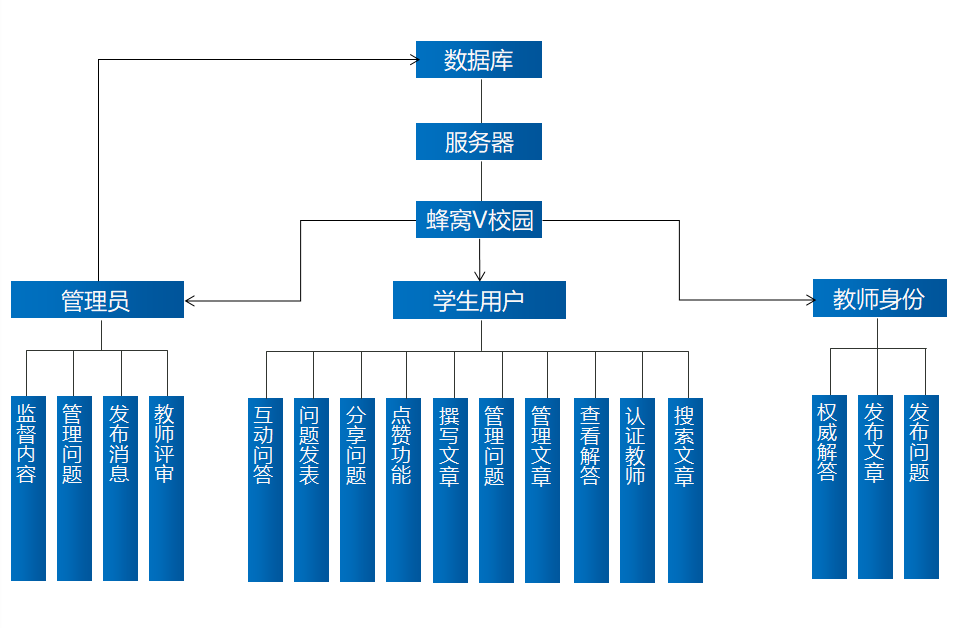 数据库
服务器
蜂窝V校园
管理员
学生用户
教师身份
监督内容
管理问题
发布消息
教师评审
互动问答
问题发表
分享问题
点赞功能
撰写文章
管理问题
管理文章
查看解答
认证教师
搜索文章
权威解答
发布文章
发布问题